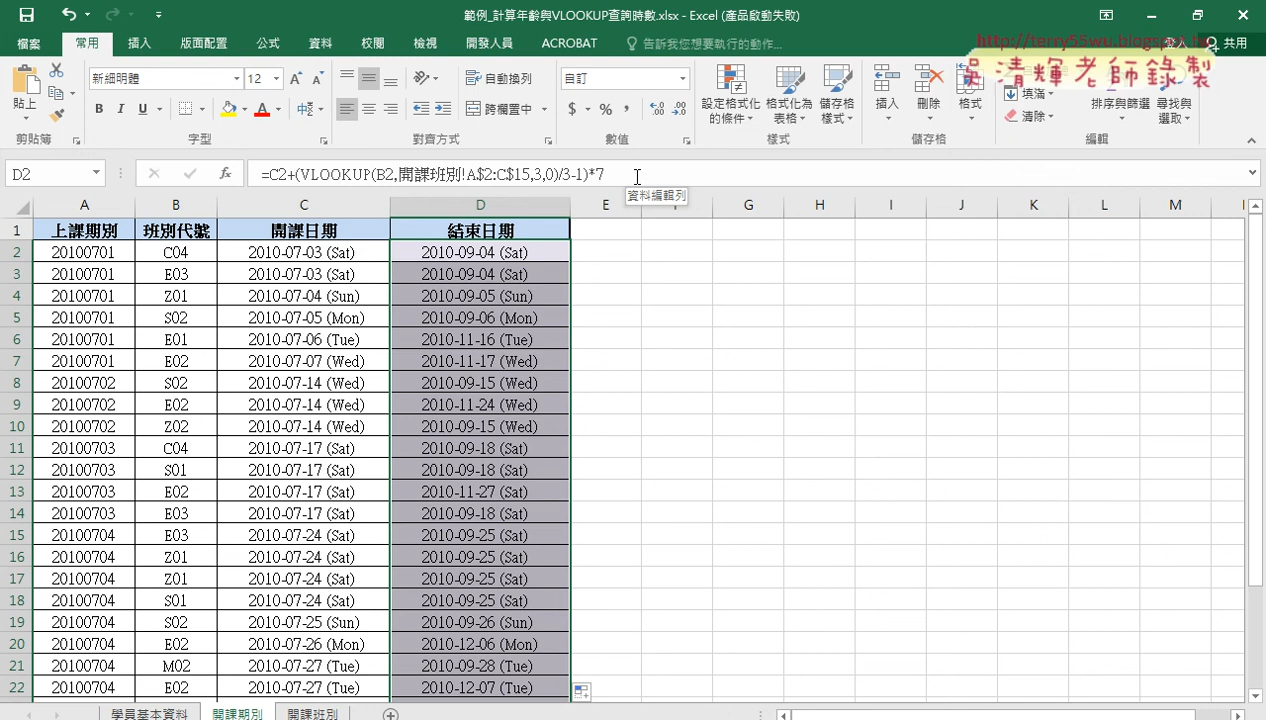 範例_計算年齡與VLOOKUP查詢時數.xlsx - Excel (產品啟動失敗)
檔案 常用 插入 版面配置 公式 資料 校閱 檢視 開發人員 ACROBAT 告訴我您想要執行的動作... 登入 共用
http://terry55wu.blogspot.tw
吳清輝老師錄製
貼上 新細明體 12 自動換列 自訂 設定格式化的條件 格式化為表格 儲存格樣式 插入 刪除 格式 填滿 排序與篩選 尋找與選取
B I U 跨欄置中 $ % , 清除
剪貼簿 字型 對齊方式 數值 樣式 儲存格 編輯
D2 fx =C2+(VLOOKUP(B2,開課班別!A$2:C$15,3,0)/3-1)*7
資料編輯列
A B C D E G H I J K L M
1 上課期別 班別代號 開課日期 結束日期
2 20100701 C04 2010-07-03 (Sat) 2010-09-04 (Sat)
3 20100701 E03 2010-07-03 (Sat) 2010-09-04 (Sat)
4 20100701 Z01 2010-07-04 (Sun) 2010-09-05 (Sun)
5 20100701 S02 2010-07-05 (Mon) 2010-09-06 (Mon)
6 20100701 E01 2010-07-06 (Tue) 2010-11-16 (Tue)
7 20100701 E02 2010-07-07 (Wed) 2010-11-17 (Wed)
8 20100702 S02 2010-07-14 (Wed) 2010-09-15 (Wed)
9 20100702 E02 2010-07-14 (Wed) 2010-11-24 (Wed)
10 20100702 Z02 2010-07-14 (Wed) 2010-09-15 (Wed)
11 20100703 C04 2010-07-17 (Sat) 2010-09-18 (Sat)
12 20100703 S01 2010-07-17 (Sat) 2010-09-18 (Sat)
13 20100703 E02 2010-07-17 (Sat) 2010-11-27 (Sat)
14 20100703 E03 2010-07-17 (Sat) 2010-09-18 (Sat)
15 20100704 E03 2010-07-24 (Sat) 2010-09-25 (Sat)
16 20100704 Z01 2010-07-24 (Sat) 2010-09-25 (Sat)
17 20100704 Z01 2010-07-24 (Sat) 2010-09-25 (Sat)
18 20100704 S01 2010-07-24 (Sat) 2010-09-25 (Sat)
19 20100704 S02 2010-07-25 (Sun) 2010-09-26 (Sun)
20 20100704 E02 2010-07-26 (Mon) 2010-12-06 (Mon)
21 20100704 M02 2010-07-27 (Tue) 2010-09-28 (Tue)
22 20100704 E02 2010-07-27 (Tue) 2010-12-07 (Tue)
學員基本資料 開課期別 開課班別